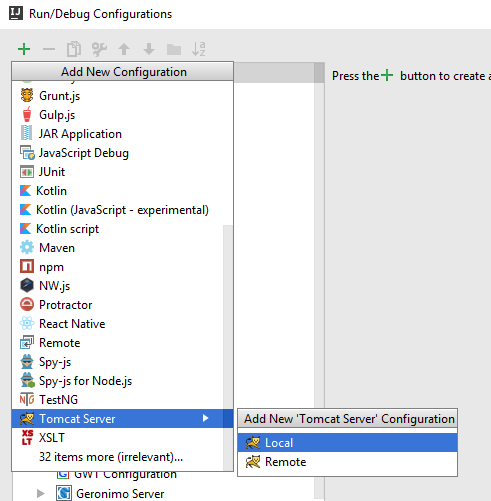 IJ Run/Debug Configurations
Add New Configuration
Press the + button to create a
Grunt.js
Gulp.js
JAR Application
JavaScript Debug
JUnit
Kotlin
Kotlin (JavaScript - experimental)
Kotlin script
Maven
npm
NW.js
Protractor
React Native
Remote
Spy-js
Spy-js for Node.js
TestNG
Tomcat Server
XSLT
32 items more (irrelevant)...
Add New 'Tomcat Server' Configuration
Local
Remote
GWT Configuration
Geronimo Server